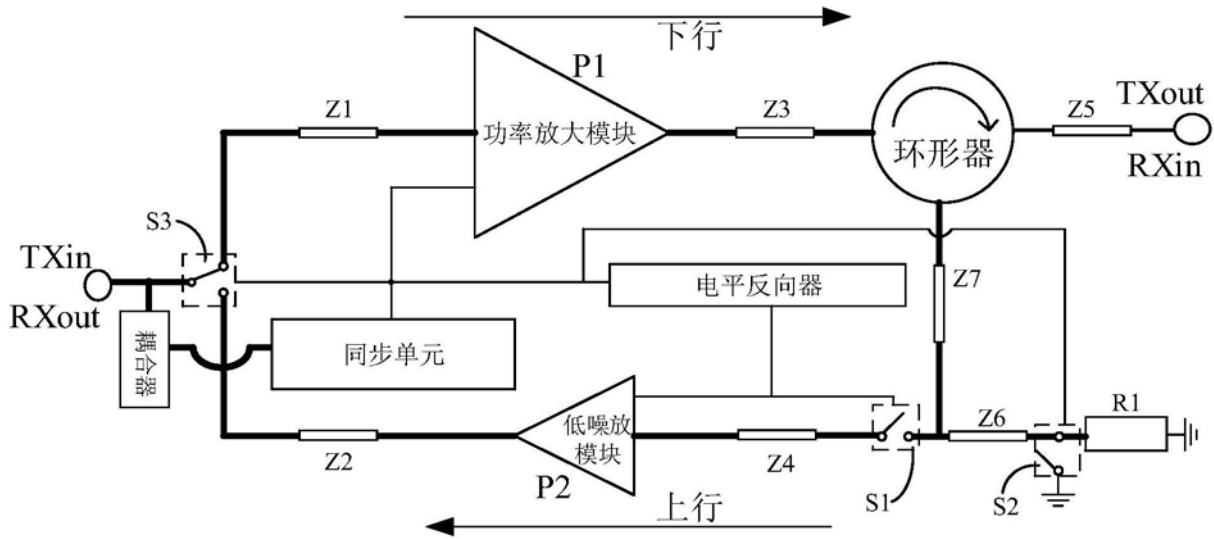 下行
P1
Z1
功率放大模块
Z3
环形器
Z5
TXout
RXin
S3
TXin
RXout
电平反向器
Z7
耦合器
同步单元
Z2
低噪放
模块
P2
Z4
S1
Z6
S2
R1
上行